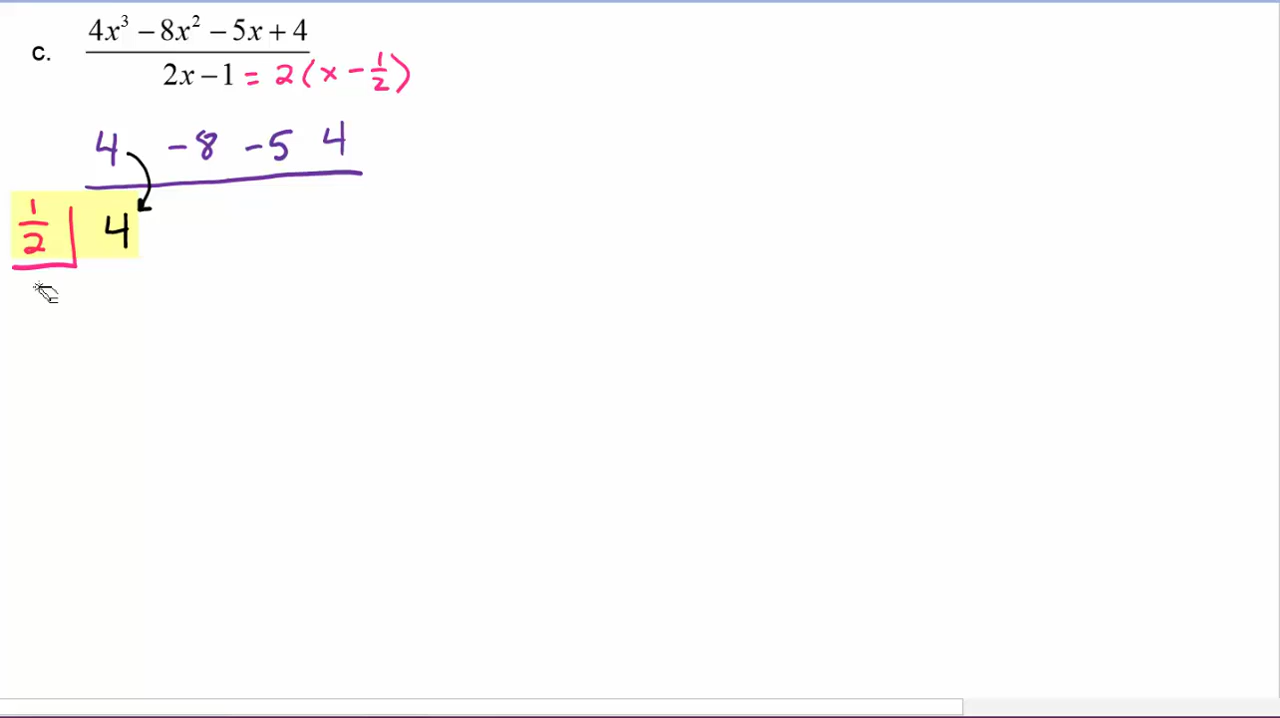 c. 4x³ − 8x² − 5x + 4
2x − 1 = 2(x − 1/2)
4 -8 -5 4
1/2 | 4